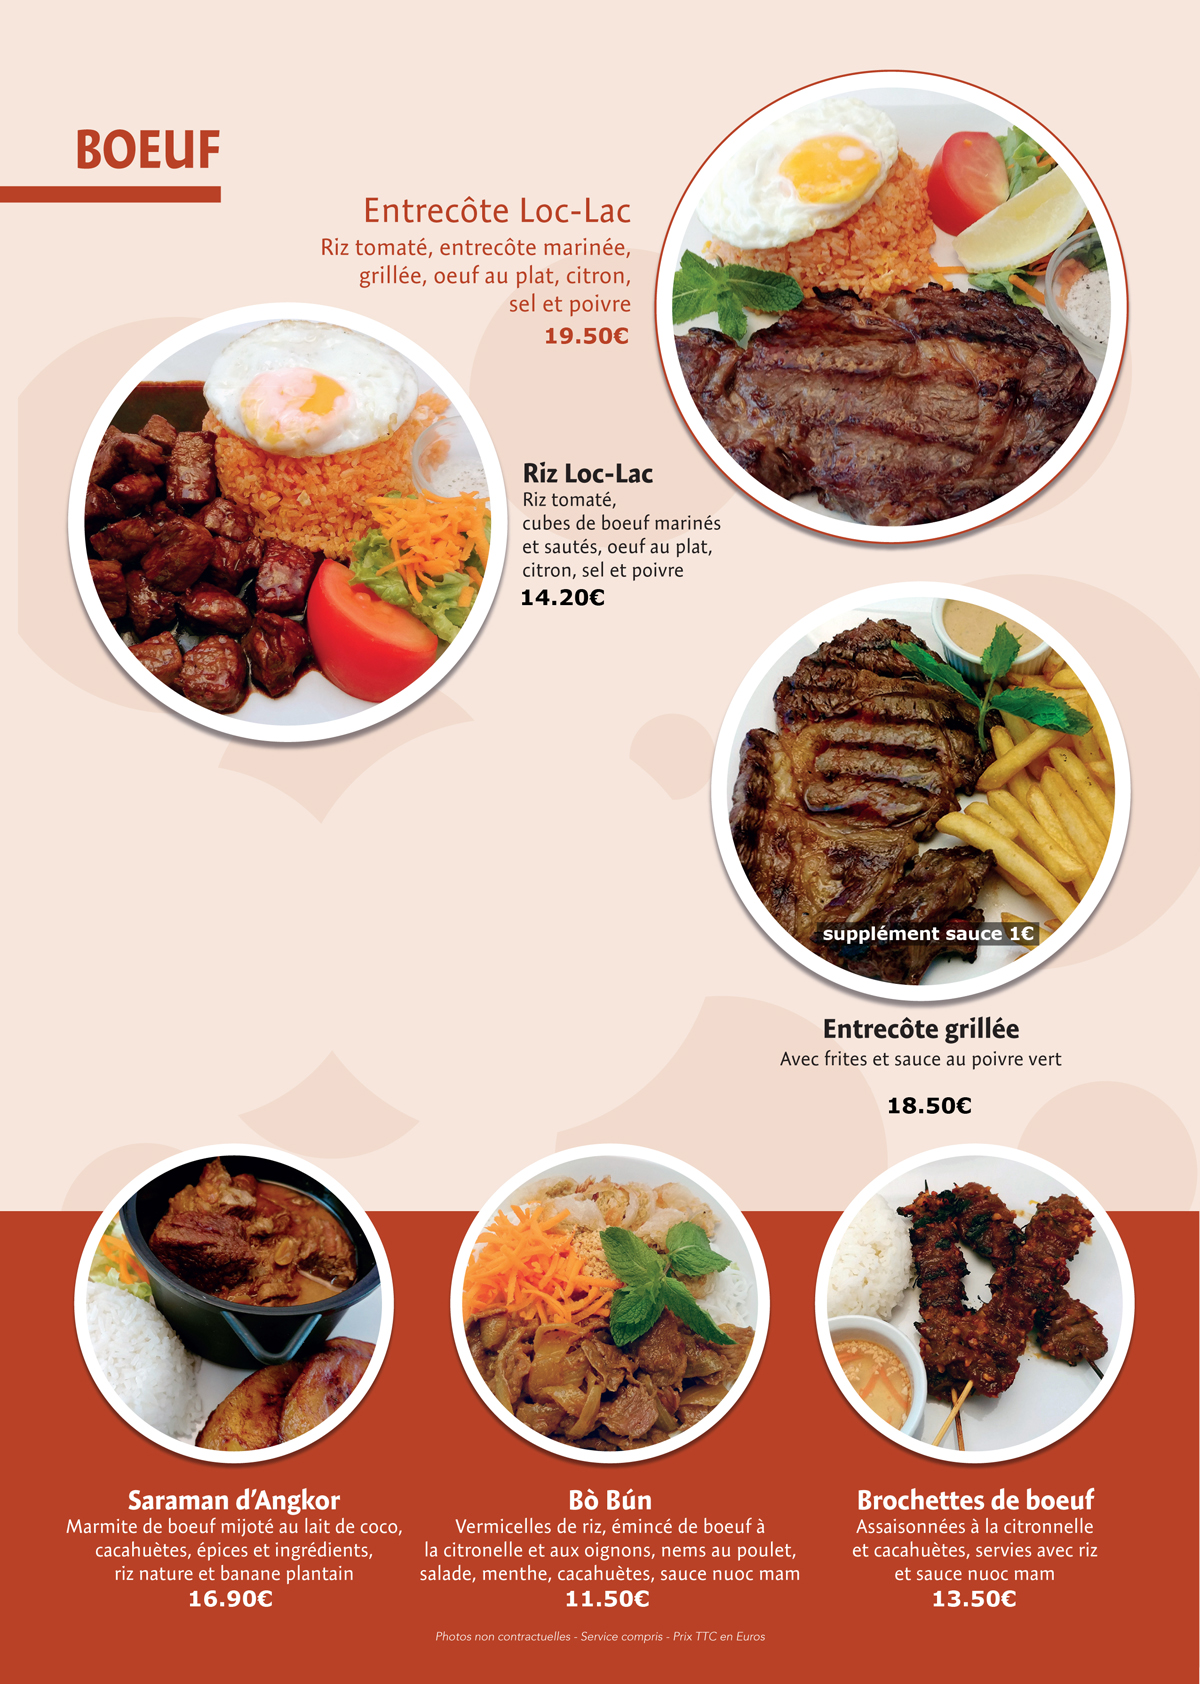 BOEUF
Entrecôte Loc-Lac
Riz tomaté, entrecôte marinée,
grillée, oeuf au plat, citron,
sel et poivre
19.50€
Riz Loc-Lac
Riz tomaté,
cubes de boeuf marinés
et sautés, oeuf au plat,
citron, sel et poivre
14.20€
supplément sauce 1€
Entrecôte grillée
Avec frites et sauce au poivre vert
18.50€
Saraman d’Angkor
Marmite de boeuf mijoté au lait de coco,
cacahuètes, épices et ingrédients,
riz nature et banane plantain
16.90€
Bò Bún
Vermicelles de riz, émincé de boeuf à
la citronelle et aux oignons, nems au poulet,
salade, menthe, cacahuètes, sauce nuoc mam
11.50€
Brochettes de boeuf
Assaisonnées à la citronnelle
et cacahuètes, servies avec riz
et sauce nuoc mam
13.50€
Photos non contractuelles - Service compris - Prix TTC en Euros